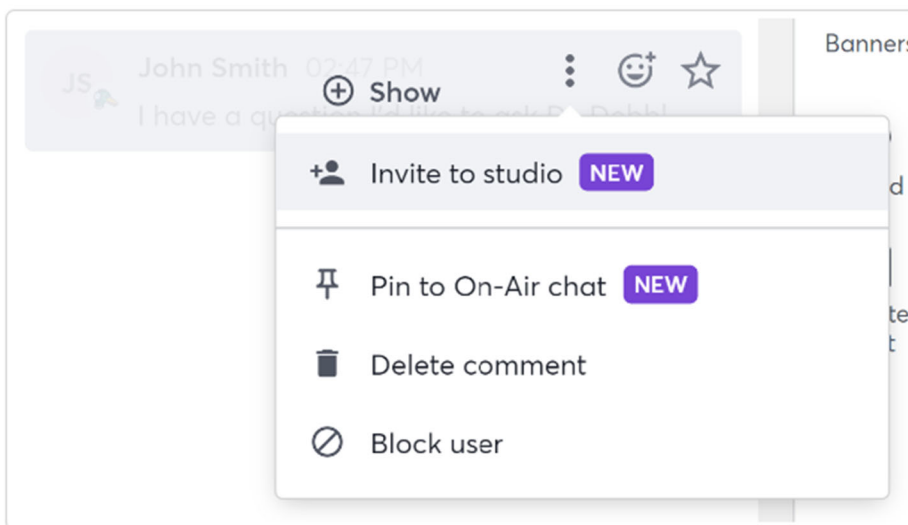 Banners
JS John Smith 02:47 PM
Show
I have a question I'd like to ask
Invite to studio NEW
d
Pin to On-Air chat NEW
te
t
Delete comment
Block user